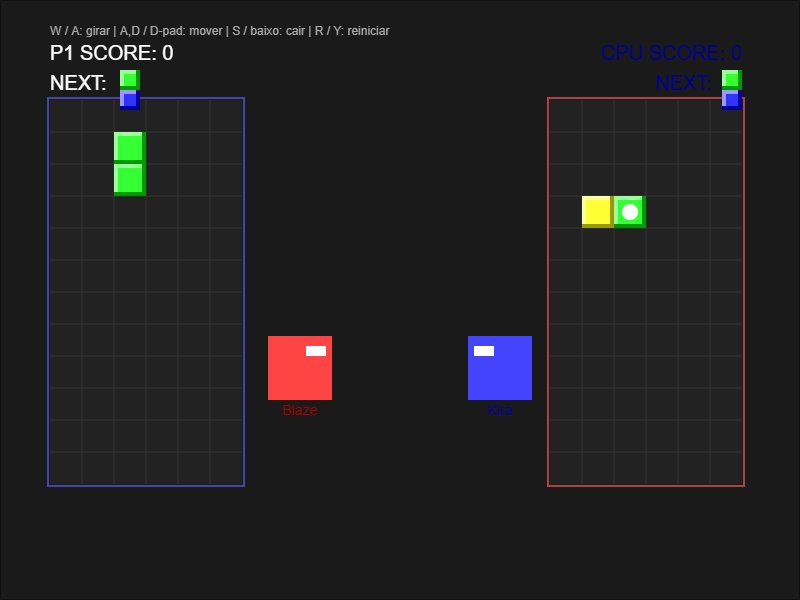 W / A: girar | A,D / D-pad: mover | S / baixo: cair | R / Y: reiniciar
P1 SCORE: 0
CPU SCORE: 0
NEXT:
NEXT:
Blaze
Kira